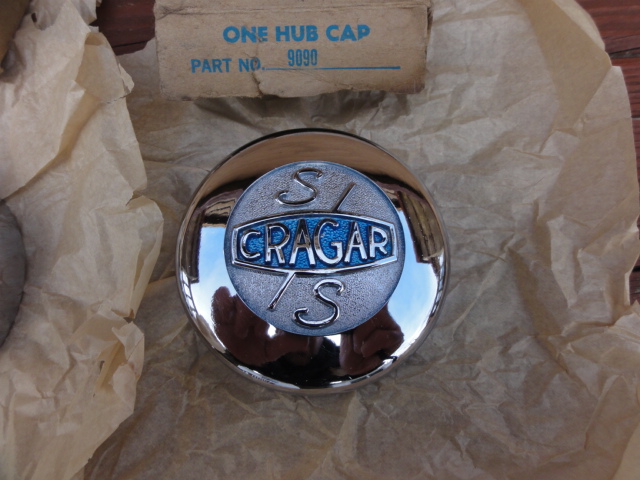 ONE HUB CAP
PART NO. 9090
S/
CRAGAR
/S